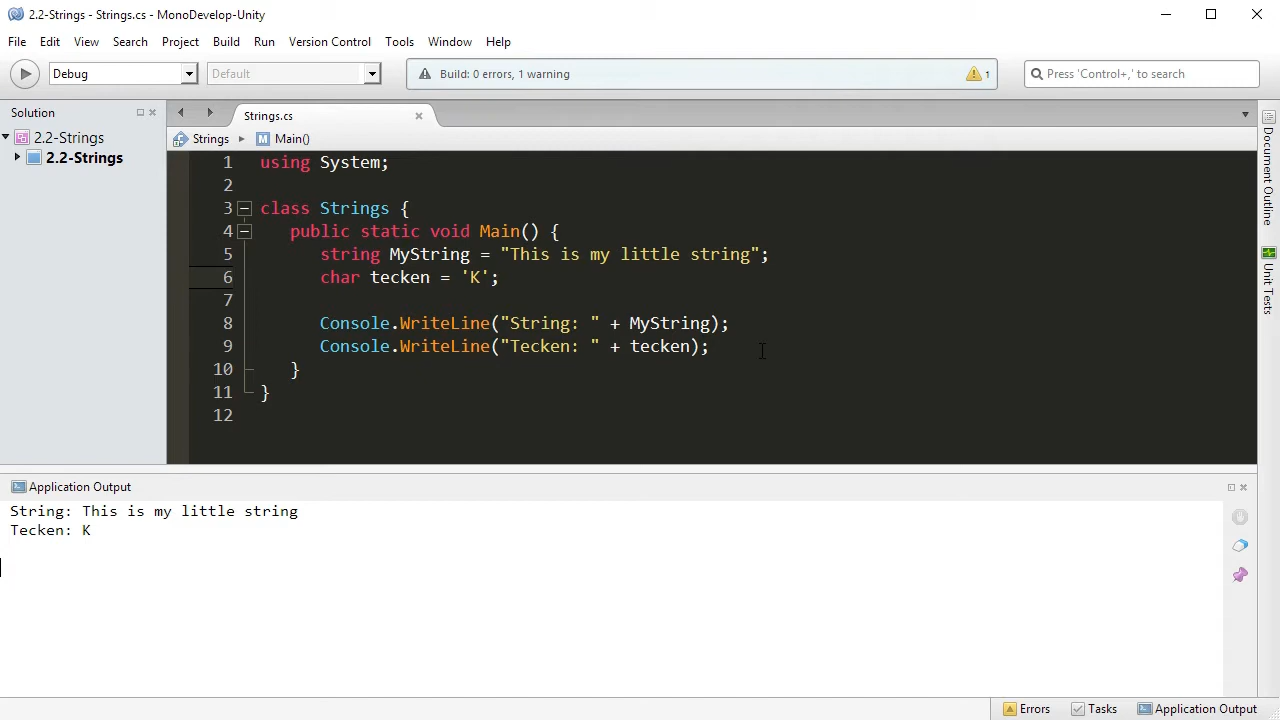 2.2-Strings - Strings.cs - MonoDevelop-Unity
File Edit View Search Project Build Run Version Control Tools Window Help
Debug Default Build: 0 errors, 1 warning 1 Press 'Control+,' to search
Solution
2.2-Strings
2.2-Strings
Strings.cs
Strings M Main()
1 using System;
2
3 class Strings {
4 public static void Main() {
5 string MyString = "This is my little string";
6 char tecken = 'K';
7
8 Console.WriteLine("String: " + MyString);
9 Console.WriteLine("Tecken: " + tecken);
10 }
11 }
12
Document Outline
Unit Tests
Application Output
String: This is my little string
Tecken: K
Errors Tasks Application Output